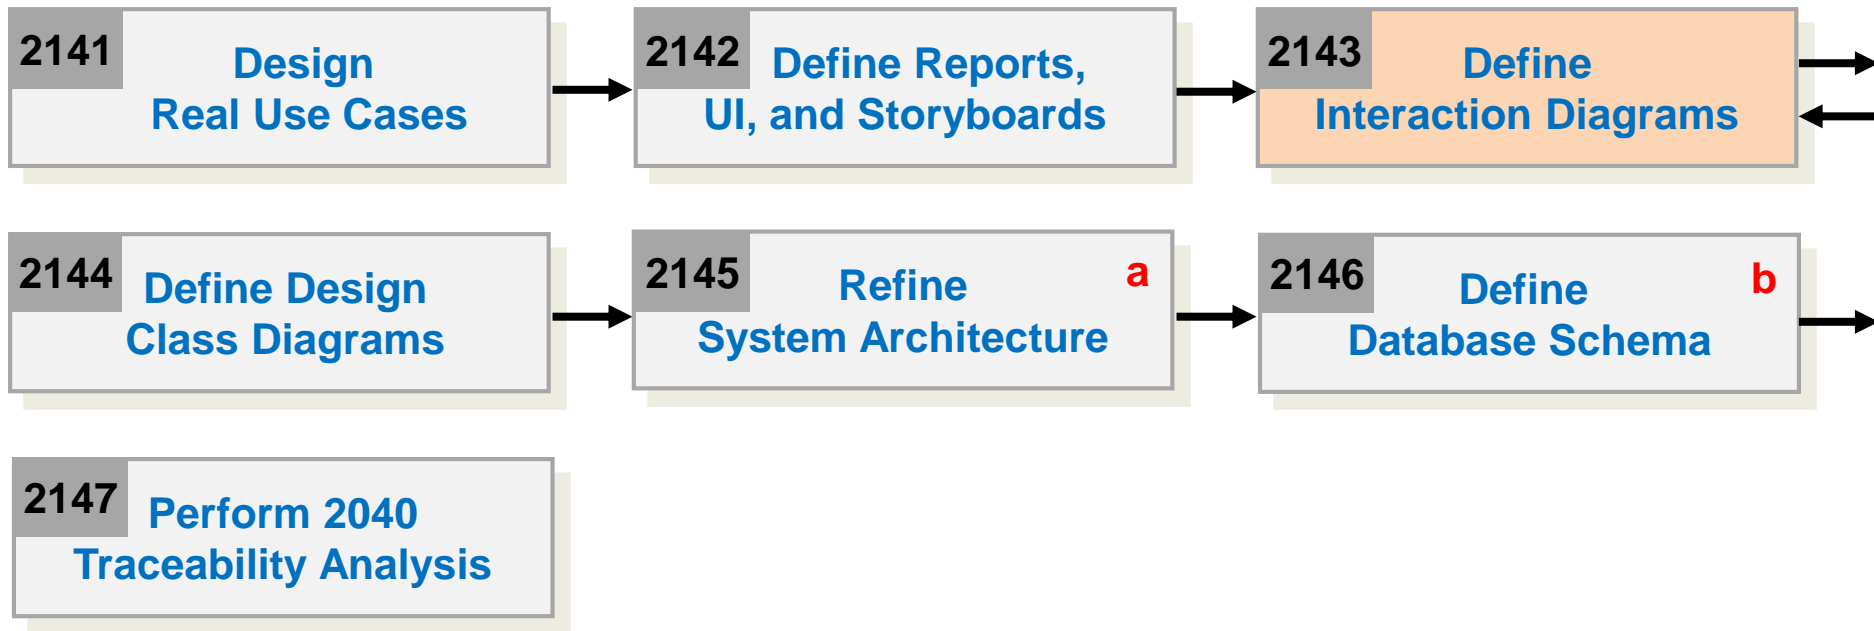 2141
Design
Real Use Cases
2142
Define Reports,
UI, and Storyboards
2143
Define
Interaction Diagrams
2144
Define Design
Class Diagrams
2145
Refine
System Architecture
a
2146
Define
Database Schema
b
2147
Perform 2040
Traceability Analysis